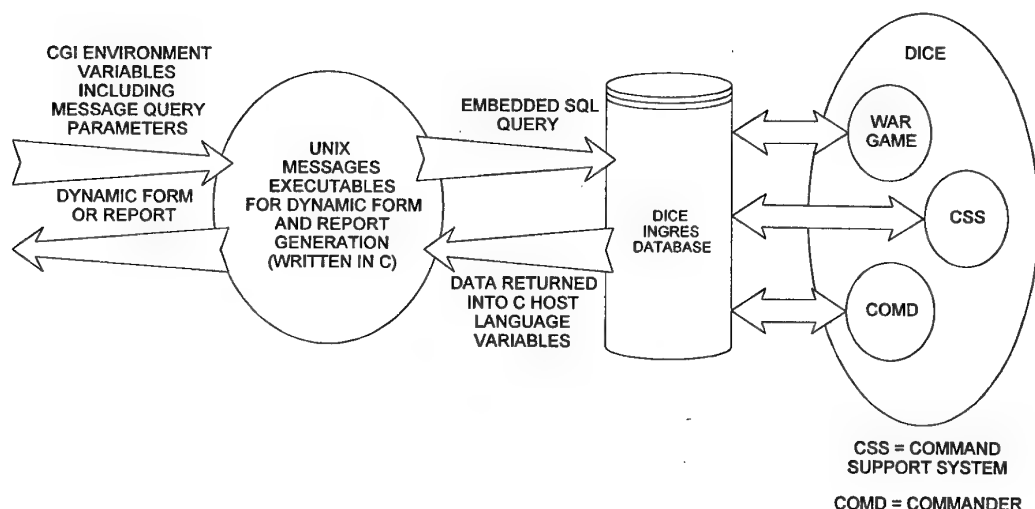 CGI ENVIRONMENT
VARIABLES
INCLUDING
MESSAGE QUERY
PARAMETERS
DYNAMIC FORM
OR REPORT
UNIX
MESSAGES
EXECUTABLES
FOR DYNAMIC FORM
AND REPORT
GENERATION
(WRITTEN IN C)
EMBEDDED SQL
QUERY
DATA RETURNED
INTO C HOST
LANGUAGE
VARIABLES
DICE
INGRES
DATABASE
DICE
WAR
GAME
CSS
COMD
CSS = COMMAND
SUPPORT SYSTEM
COMD = COMMANDER